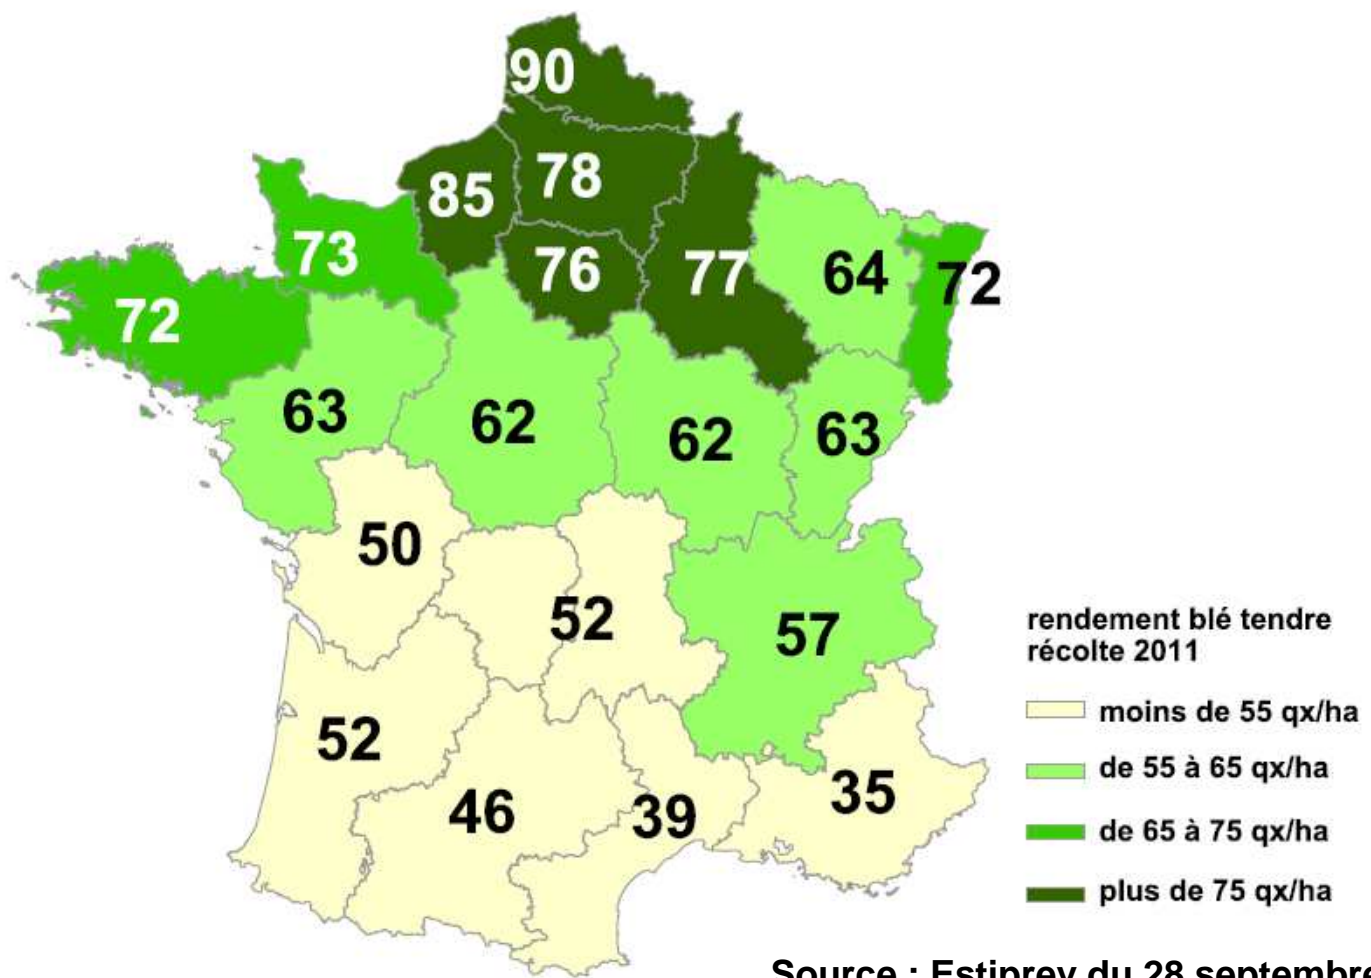 90
85
78
73
76
77
64
72
72
63
62
62
63
50
52
57
52
46
39
35
rendement blé tendre
récolte 2011
moins de 55 qx/ha
de 55 à 65 qx/ha
de 65 à 75 qx/ha
plus de 75 qx/ha
Source : Estiprev du 28 septembre